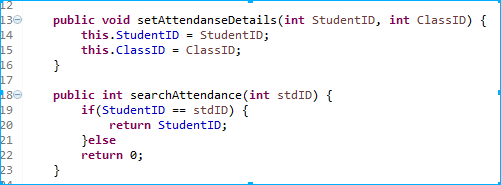 12
13 public void setAttendanseDetails(int StudentID, int ClassID) {
14 this.StudentID = StudentID;
15 this.ClassID = ClassID;
16 }
17
18 public int searchAttendance(int stdID) {
19 if(StudentID == stdID) {
20 return StudentID;
21 }else
22 return 0;
23 }